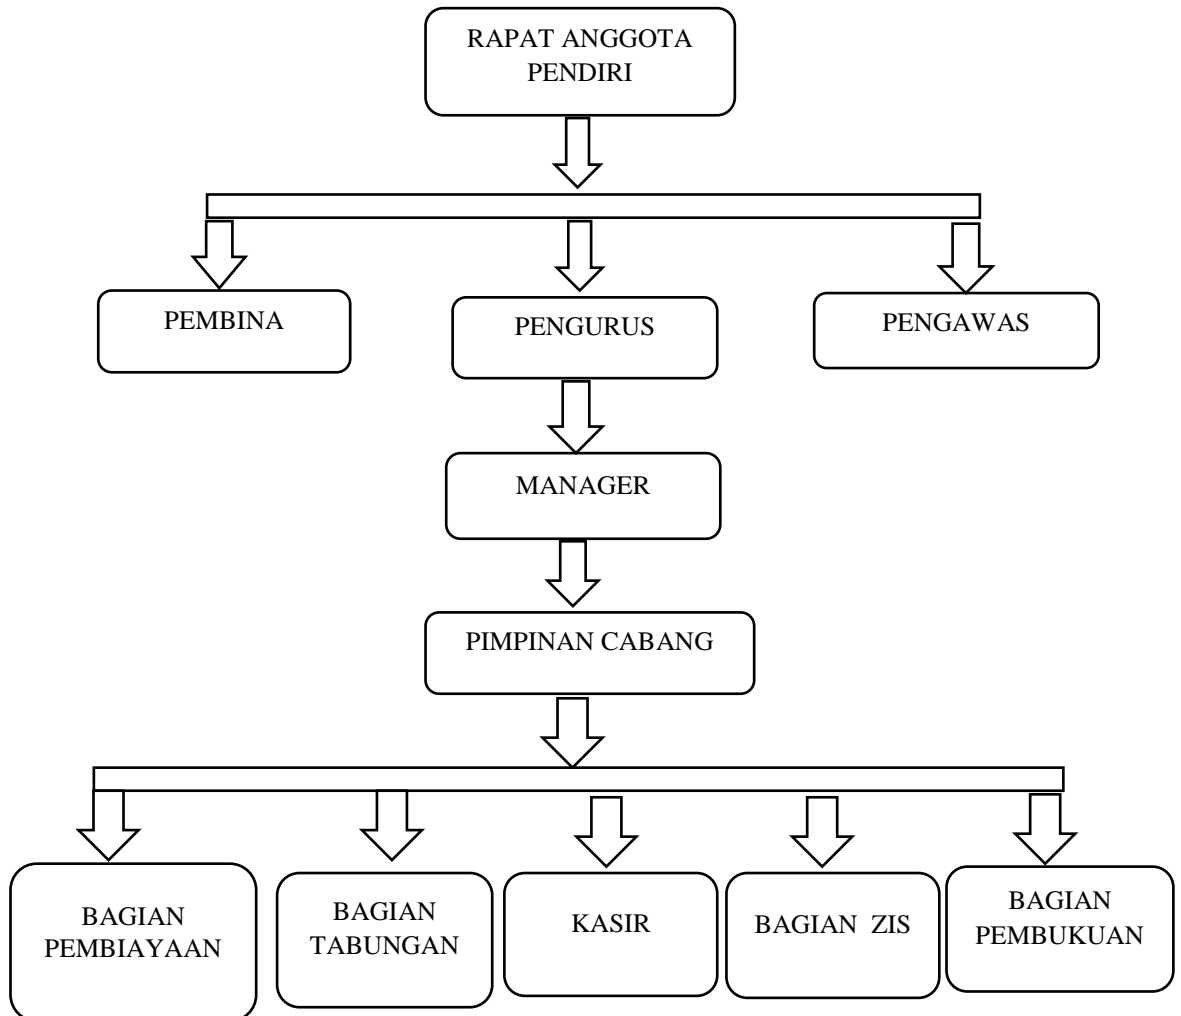 RAPAT ANGGOTA
PENDIRI
PEMBINA
PENGURUS
PENGAWAS
MANAGER
PIMPINAN CABANG
BAGIAN
PEMBIAYAAN
BAGIAN
TABUNGAN
KASIR
BAGIAN ZIS
BAGIAN
PEMBUKUAN